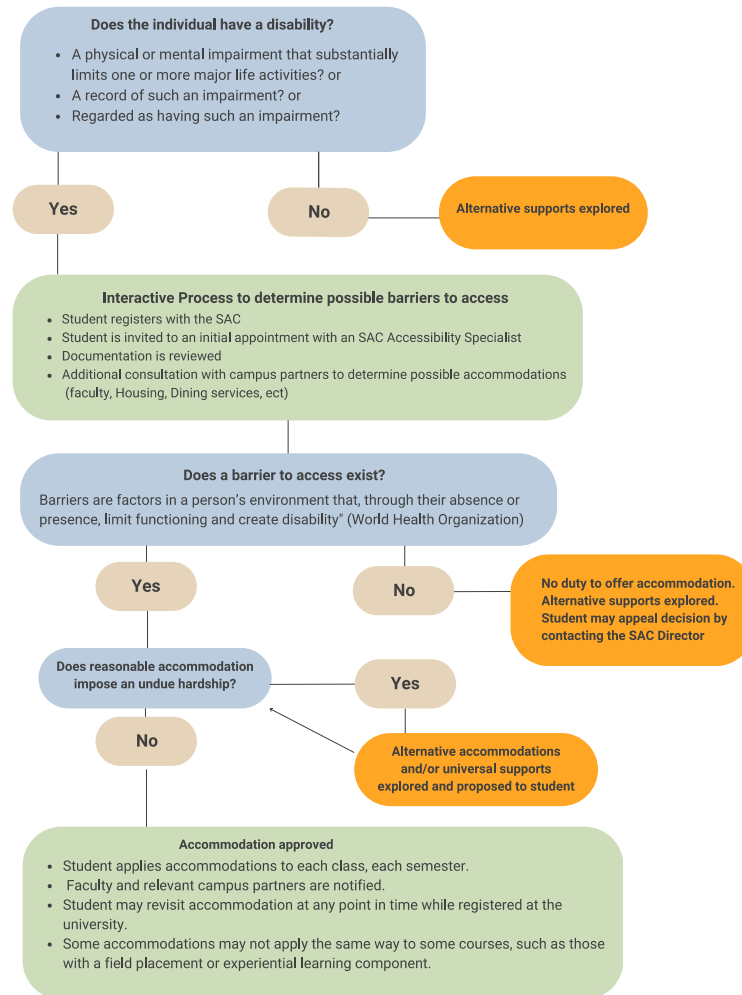 Does the individual have a disability?
• A physical or mental impairment that substantially
limits one or more major life activities? or
• A record of such an impairment? or
• Regarded as having such an impairment?
Yes
No
Alternative supports explored
Interactive Process to determine possible barriers to access
• Student registers with the SAC
• Student is invited to an initial appointment with an SAC Accessibility Specialist
• Documentation is reviewed
• Additional consultation with campus partners to determine possible accommodations
(faculty, Housing, Dining services, ect)
Does a barrier to access exist?
Barriers are factors in a person's environment that, through their absence or
presence, limit functioning and create disability" (World Health Organization)
Yes
No
No duty to offer accommodation.
Alternative supports explored.
Student may appeal decision by
contacting the SAC Director
Does reasonable accommodation
impose an undue hardship?
Yes
No
Alternative accommodations
and/or universal supports
explored and proposed to student
Accommodation approved
• Student applies accommodations to each class, each semester.
• Faculty and relevant campus partners are notified.
• Student may revisit accommodation at any point in time while registered at the
university.
• Some accommodations may not apply the same way to some courses, such as those
with a field placement or experiential learning component.